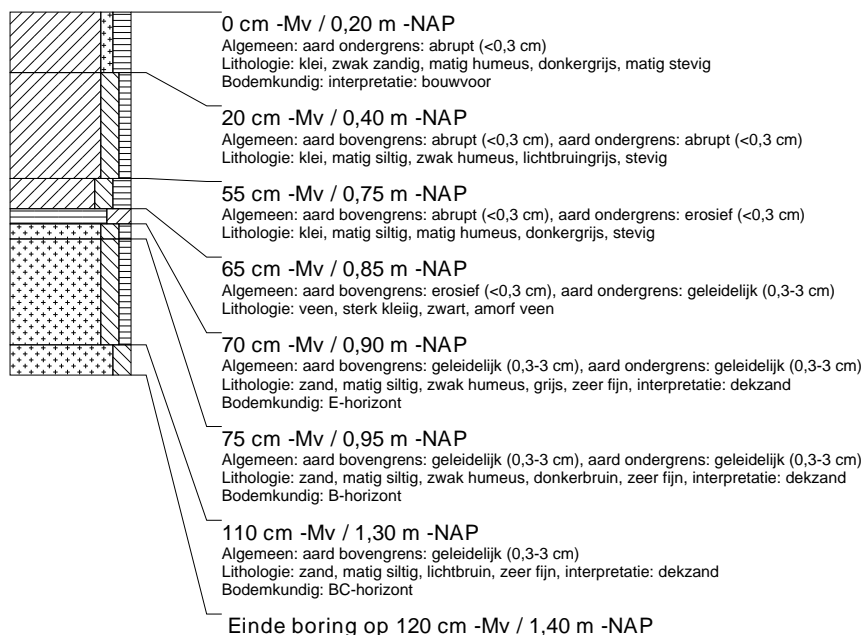 0 cm -Mv / 0,20 m -NAP
Algemeen: aard ondergrens: abrupt (<0,3 cm)
Lithologie: klei, zwak zandig, matig humeus, donkergrijs, matig stevig
Bodemkundig: interpretatie: bouwvoor
20 cm -Mv / 0,40 m -NAP
Algemeen: aard bovengrens: abrupt (<0,3 cm), aard ondergrens: abrupt (<0,3 cm)
Lithologie: klei, matig siltig, zwak humeus, lichtbruingrijs, stevig
55 cm -Mv / 0,75 m -NAP
Algemeen: aard bovengrens: abrupt (<0,3 cm), aard ondergrens: erosief (<0,3 cm)
Lithologie: klei, matig siltig, matig humeus, donkergrijs, stevig
65 cm -Mv / 0,85 m -NAP
Algemeen: aard bovengrens: erosief (<0,3 cm), aard ondergrens: geleidelijk (0,3-3 cm)
Lithologie: veen, sterk kleiig, zwart, amorf veen
70 cm -Mv / 0,90 m -NAP
Algemeen: aard bovengrens: geleidelijk (0,3-3 cm), aard ondergrens: geleidelijk (0,3-3 cm)
Lithologie: zand, matig siltig, zwak humeus, grijs, zeer fijn, interpretatie: dekzand
Bodemkundig: E-horizont
75 cm -Mv / 0,95 m -NAP
Algemeen: aard bovengrens: geleidelijk (0,3-3 cm), aard ondergrens: geleidelijk (0,3-3 cm)
Lithologie: zand, matig siltig, zwak humeus, donkerbruin, zeer fijn, interpretatie: dekzand
Bodemkundig: B-horizont
110 cm -Mv / 1,30 m -NAP
Algemeen: aard bovengrens: geleidelijk (0,3-3 cm)
Lithologie: zand, matig siltig, lichtbruin, zeer fijn, interpretatie: dekzand
Bodemkundig: BC-horizont
Einde boring op 120 cm -Mv / 1,40 m -NAP